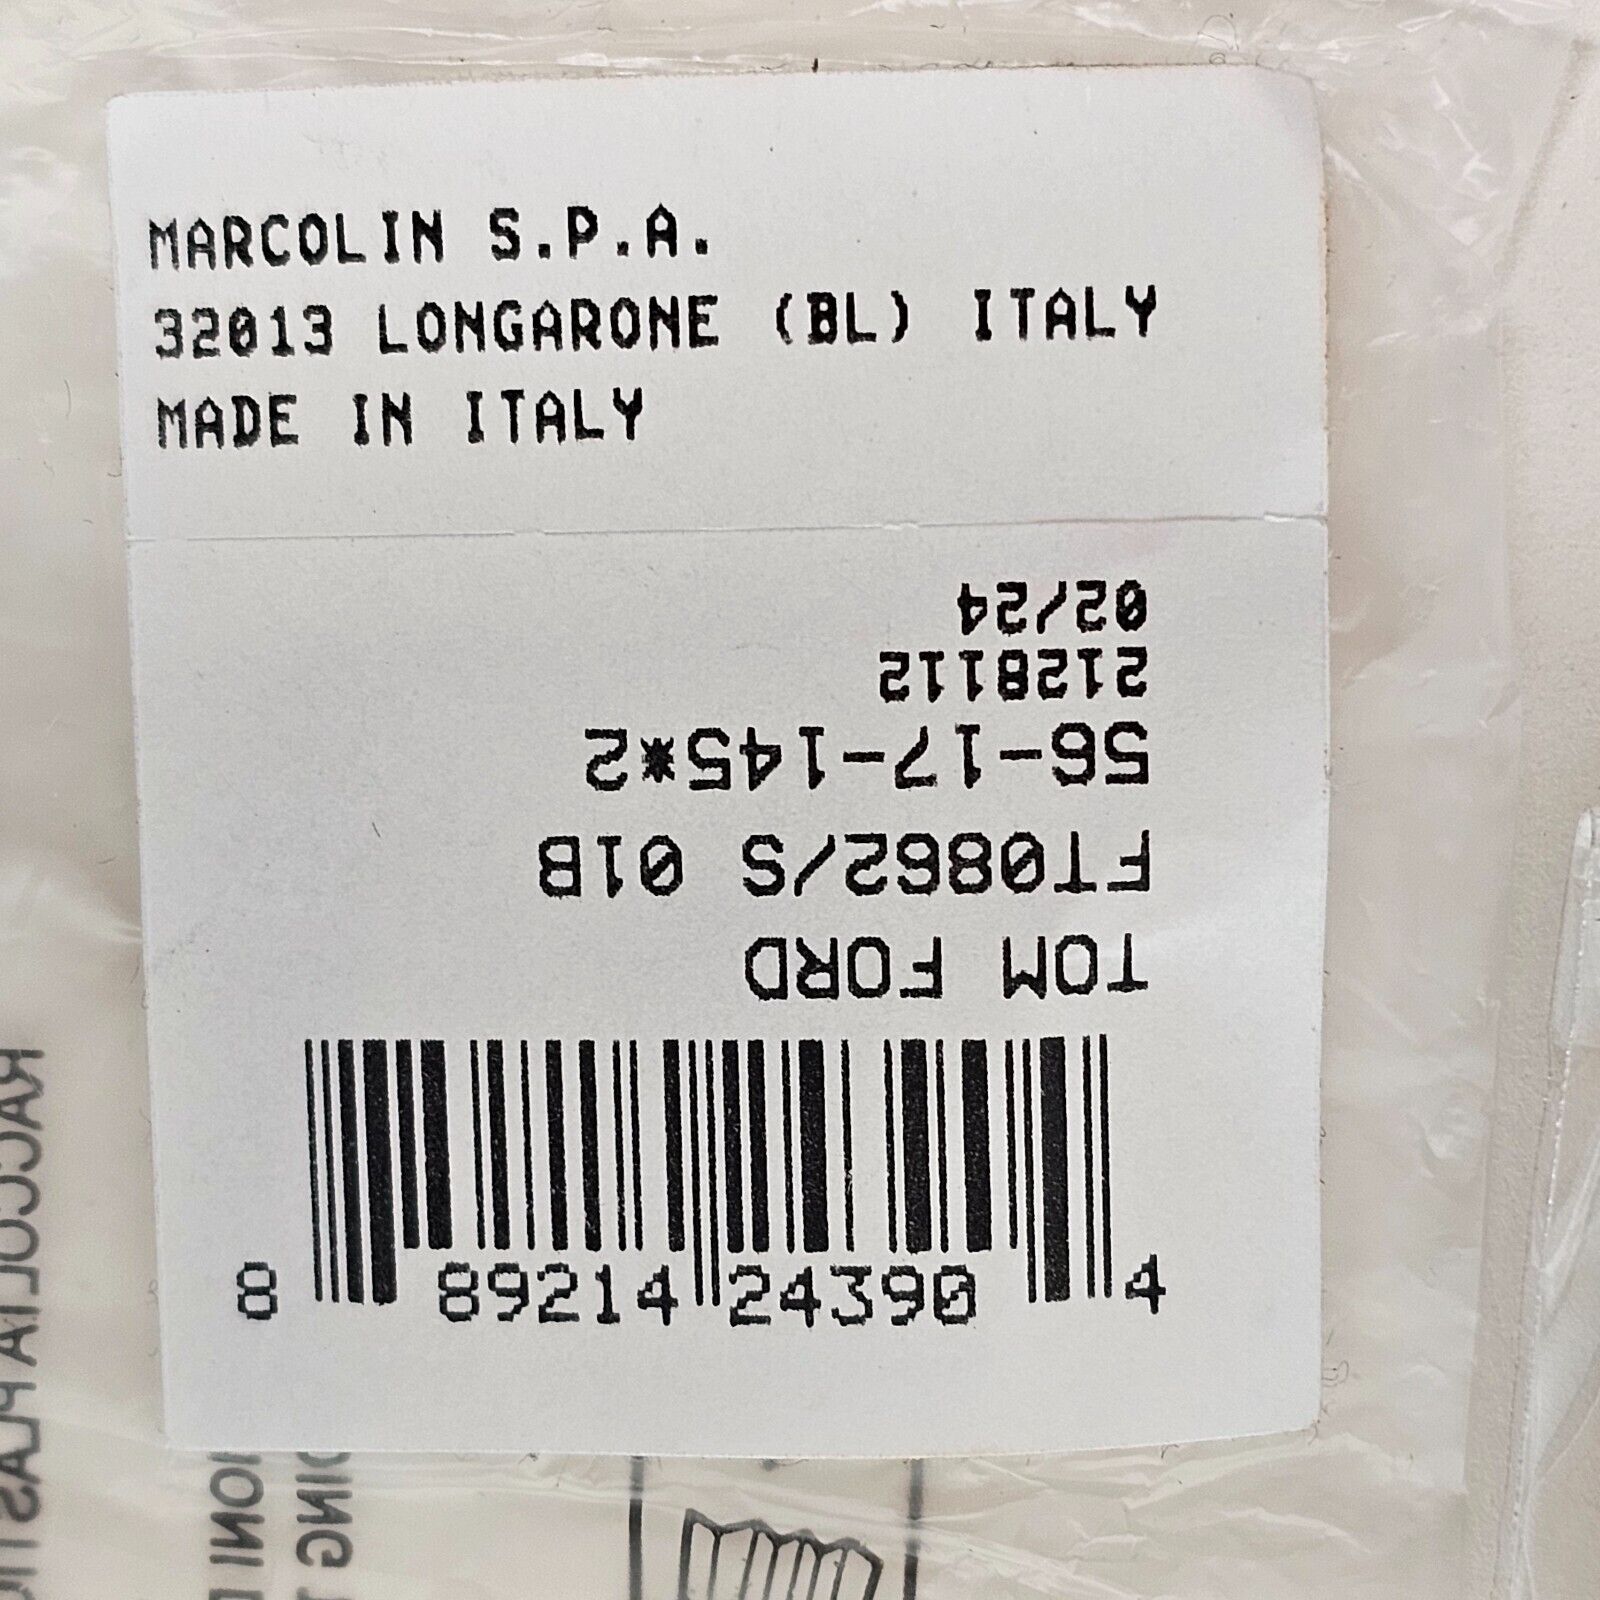 MARCOLIN S.P.A.
32013 LONGARONE (BL) ITALY
MADE IN ITALY
TOM FORD
FT0862/S 01B
56-17-145*2
2128112
02/24
8 89214 24390 4
RACCOLTA